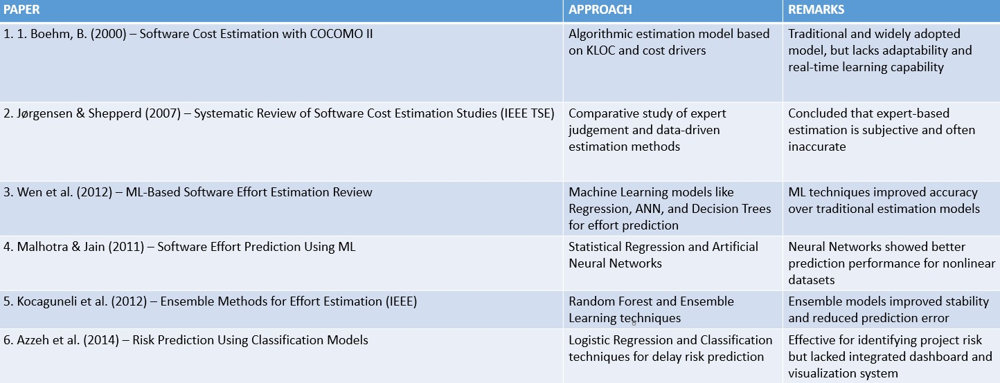 PAPER
APPROACH
REMARKS
1. 1. Boehm, B. (2000) – Software Cost Estimation with COCOMO II
Algorithmic estimation model based
on KLOC and cost drivers
Traditional and widely adopted
model, but lacks adaptability and
real-time learning capability
2. Jørgensen & Shepperd (2007) – Systematic Review of Software Cost Estimation Studies (IEEE TSE)
Comparative study of expert
judgement and data-driven
estimation methods
Concluded that expert-based
estimation is subjective and often
inaccurate
3. Wen et al. (2012) – ML-Based Software Effort Estimation Review
Machine Learning models like
Regression, ANN, and Decision Trees
for effort prediction
ML techniques improved accuracy
over traditional estimation models
4. Malhotra & Jain (2011) – Software Effort Prediction Using ML
Statistical Regression and Artificial
Neural Networks
Neural Networks showed better
prediction performance for nonlinear
datasets
5. Kocaguneli et al. (2012) – Ensemble Methods for Effort Estimation (IEEE)
Random Forest and Ensemble
Learning techniques
Ensemble models improved stability
and reduced prediction error
6. Azzeh et al. (2014) – Risk Prediction Using Classification Models
Logistic Regression and Classification
techniques for delay risk prediction
Effective for identifying project risk
but lacked integrated dashboard and
visualization system